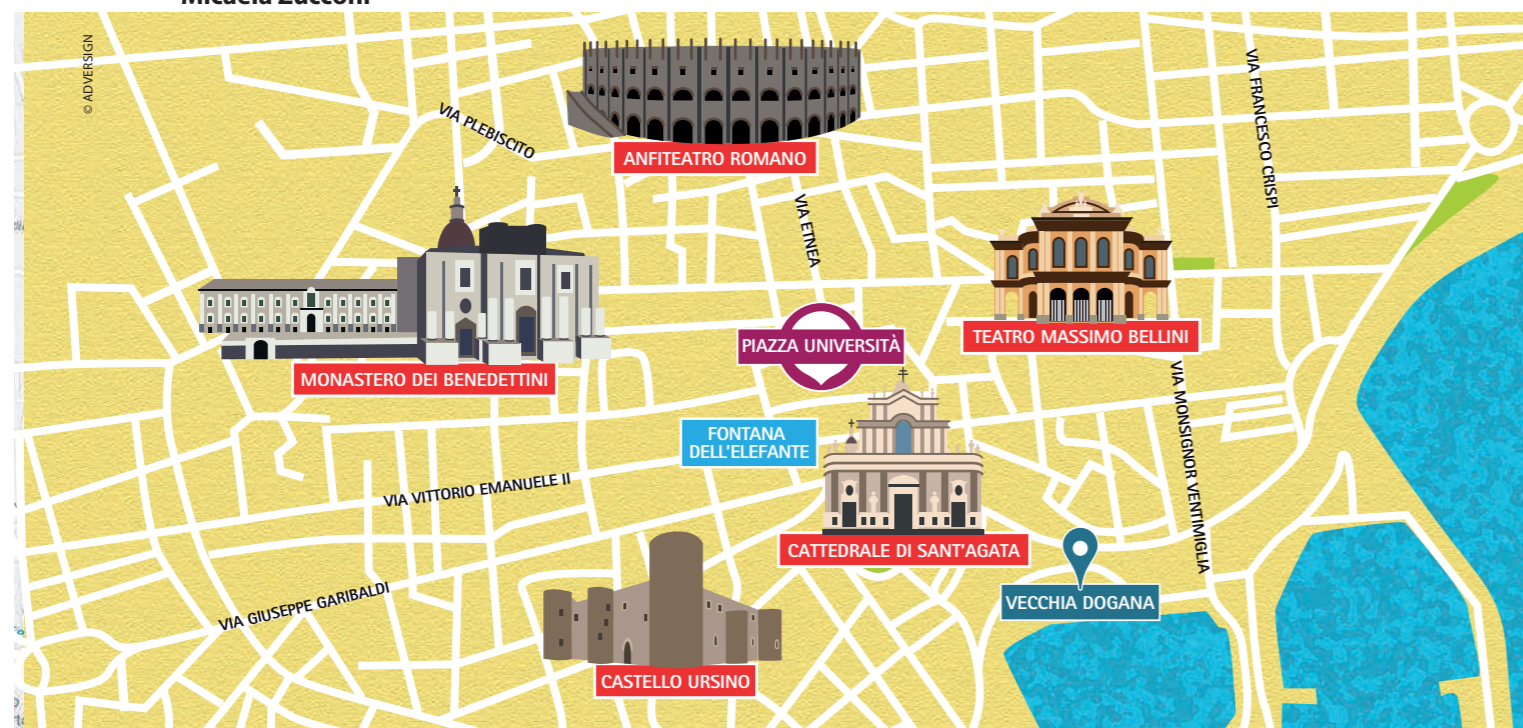 Micaela Zucconi
© ADVERSIGN
VIA PLEBISCITO
ANFITEATRO ROMANO
VIA FRANCESCO CRISPI
VIA ETNEA
PIAZZA UNIVERSITÀ
TEATRO MASSIMO BELLINI
MONASTERO DEI BENEDETTINI
FONTANA
DELL'ELEFANTE
VIA MONSIGNOR VENTIMIGLIA
VIA VITTORIO EMANUELE II
CATTEDRALE DI SANT'AGATA
VECCHIA DOGANA
VIA GIUSEPPE GARIBALDI
CASTELLO URSINO